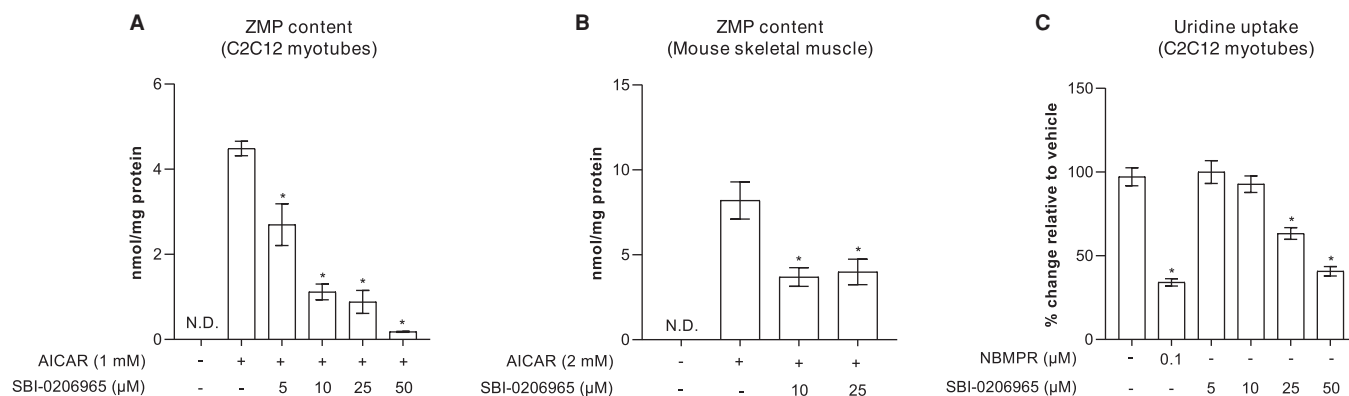 A
ZMP content
(C2C12 myotubes)
nmol/mg protein
6
4
2
0
N.D.
*
*
*
*
AICAR (1 mM) - + + + + +
SBI-0206965 (µM) - - 5 10 25 50
B
ZMP content
(Mouse skeletal muscle)
nmol/mg protein
15
10
5
0
N.D.
*
*
AICAR (2 mM) - + + +
SBI-0206965 (µM) - - 10 25
C
Uridine uptake
(C2C12 myotubes)
% change relative to vehicle
150
100
50
0
*
*
*
NBMPR (µM) - 0.1 - - - -
SBI-0206965 (µM) - - 5 10 25 50